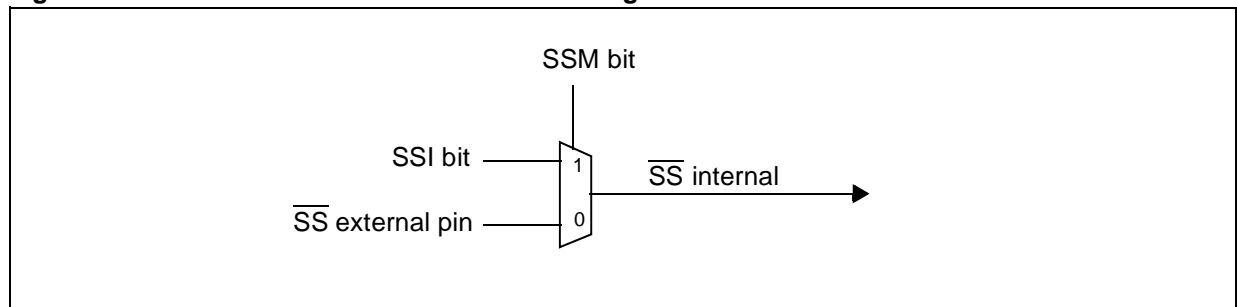 SSM bit
SSI bit
1
SS internal
SS external pin
0